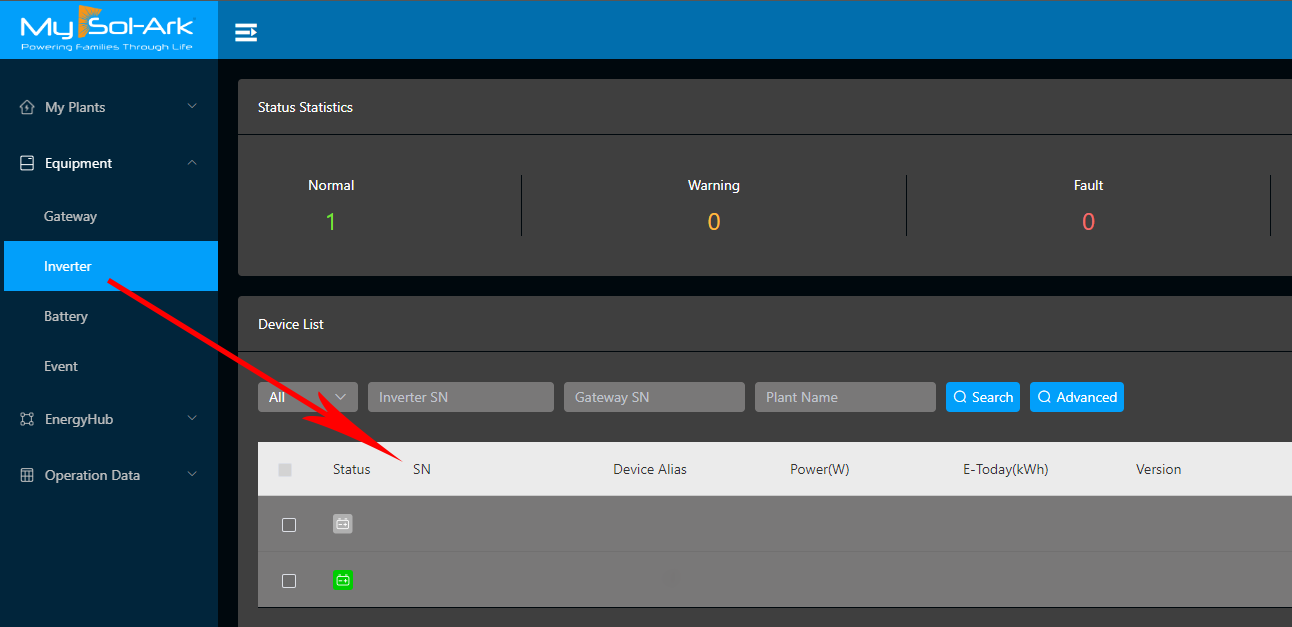 My Sol-Ark
Powering Families Through Life
My Plants
Equipment
Gateway
Inverter
Battery
Event
EnergyHub
Operation Data
Status Statistics
Normal Warning Fault
1 0 0
Device List
All Inverter SN Gateway SN Plant Name Search Advanced
Status SN Device Alias Power(W) E-Today(kWh) Version